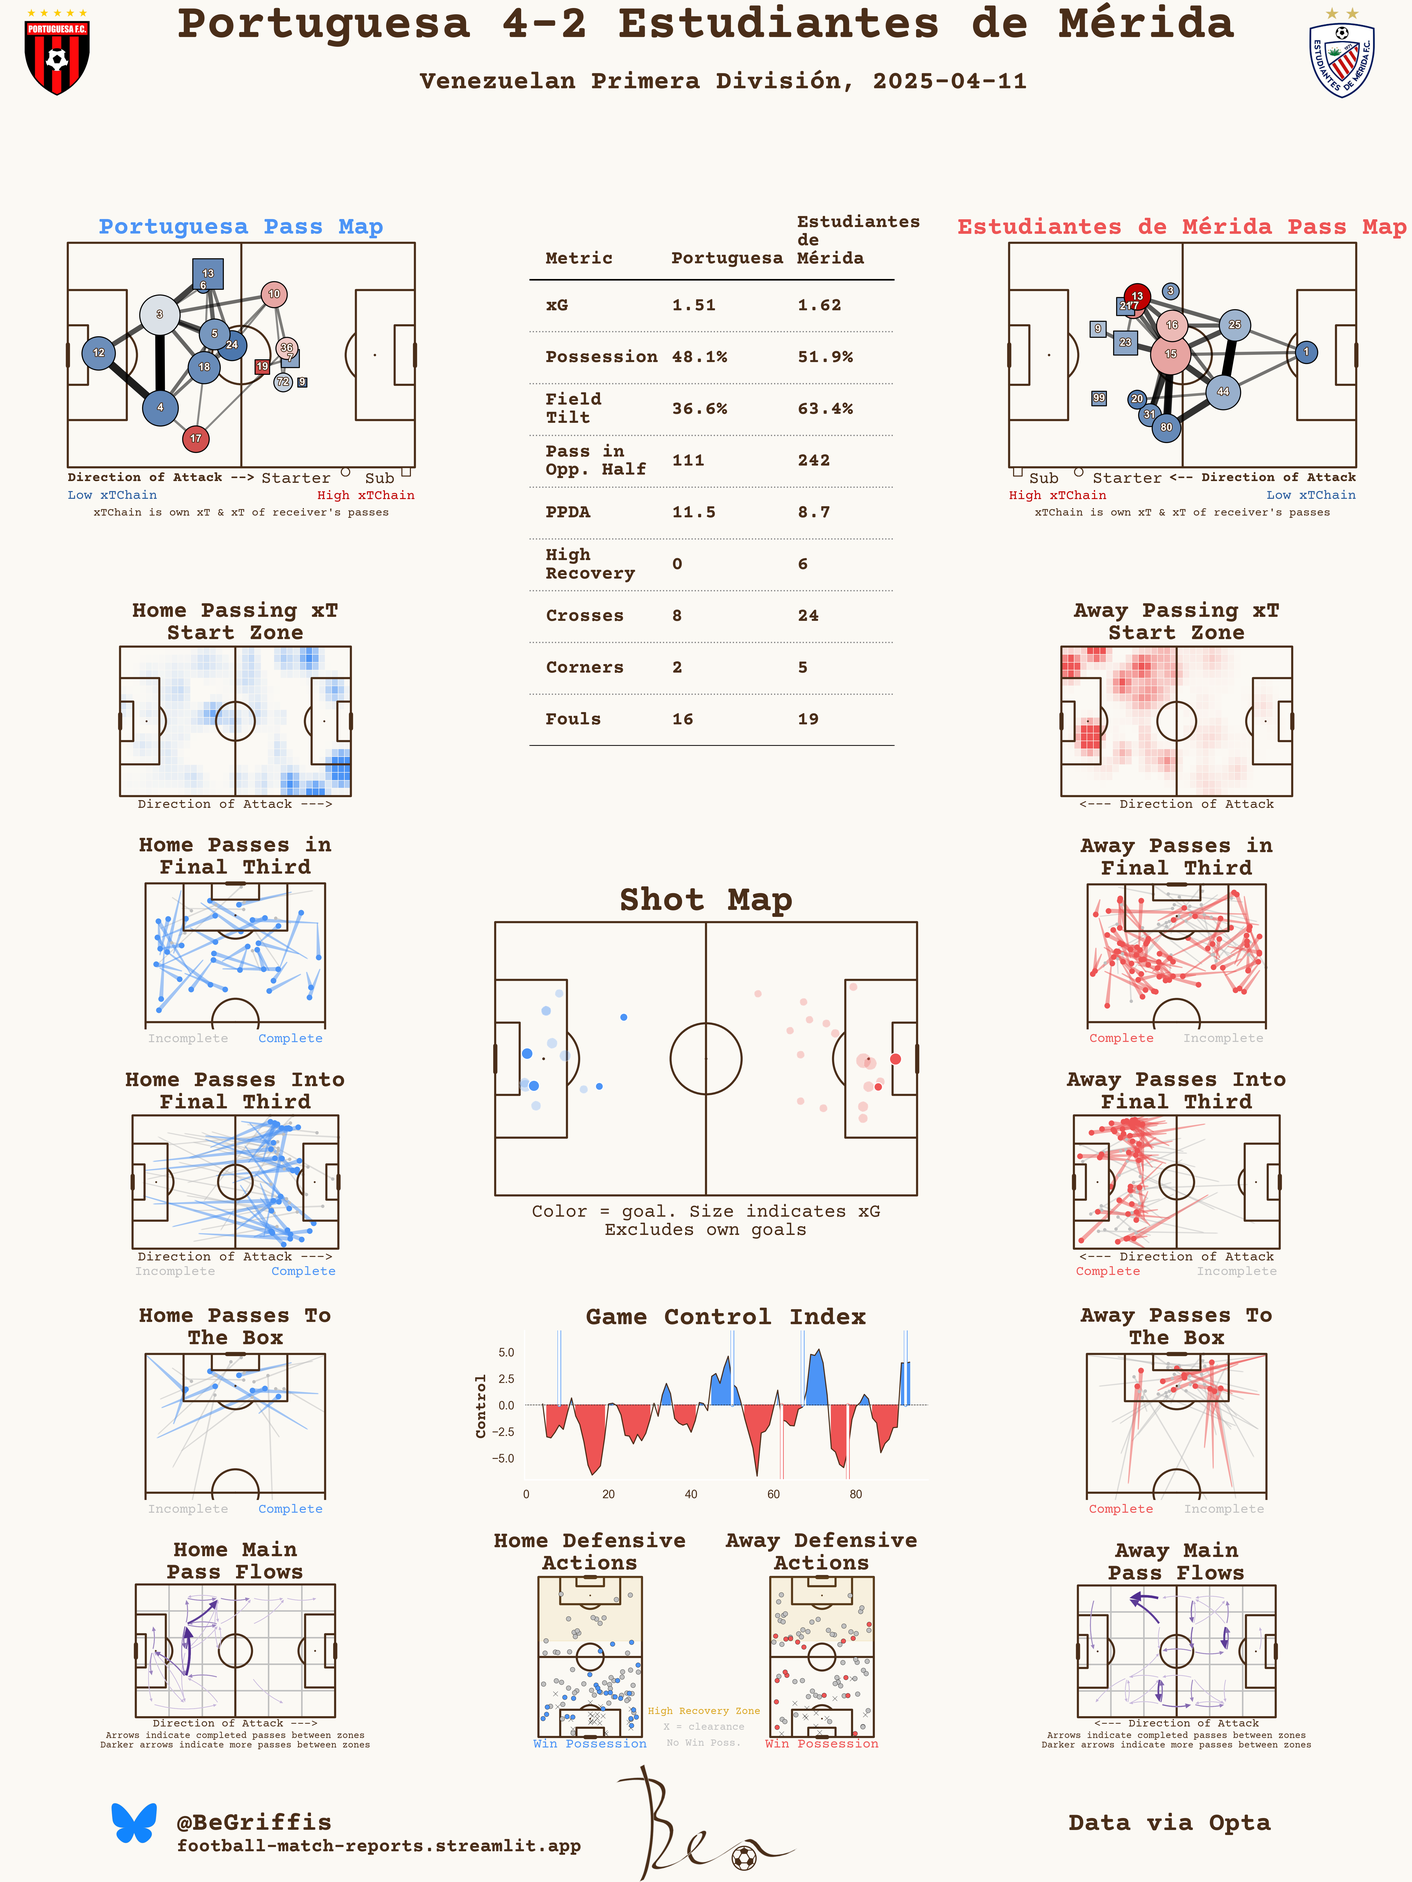 Portuguesa 4-2 Estudiantes de Mérida
Venezuelan Primera División, 2025-04-11
PORTUGUESA F.C.
ESTUDIANTES DE MÉRIDA F.C.
Portuguesa Pass Map
13
6
10
3
5
24
36
7
12
18
19
72
9
4
17
Direction of Attack --> Starter Sub
Low xTChain High xTChain
xTChain is own xT & xT of receiver's passes
Metric Portuguesa Estudiantes
de
Mérida
xG 1.51 1.62
Possession 48.1% 51.9%
Field
Tilt 36.6% 63.4%
Pass in
Opp. Half 111 242
PPDA 11.5 8.7
High
Recovery 0 6
Crosses 8 24
Corners 2 5
Fouls 16 19
Estudiantes de Mérida Pass Map
13
3
21
7
9
16
25
23
15
1
99
20
44
31
80
Sub Starter <-- Direction of Attack
High xTChain Low xTChain
xTChain is own xT & xT of receiver's passes
Home Passing xT
Start Zone
Direction of Attack --->
Away Passing xT
Start Zone
<--- Direction of Attack
Home Passes in
Final Third
Incomplete Complete
Away Passes in
Final Third
Complete Incomplete
Shot Map
Color = goal. Size indicates xG
Excludes own goals
Home Passes Into
Final Third
Direction of Attack --->
Incomplete Complete
Away Passes Into
Final Third
<--- Direction of Attack
Complete Incomplete
Home Passes To
The Box
Incomplete Complete
Game Control Index
Control
5.0
2.5
0.0
−2.5
−5.0
0 20 40 60 80
Away Passes To
The Box
Complete Incomplete
Home Main
Pass Flows
Direction of Attack --->
Arrows indicate completed passes between zones
Darker arrows indicate more passes between zones
Home Defensive
Actions
Win Possession
Away Defensive
Actions
Win Possession
High Recovery Zone
X = clearance
No Win Poss.
Away Main
Pass Flows
<--- Direction of Attack
Arrows indicate completed passes between zones
Darker arrows indicate more passes between zones
@BeGriffis
football-match-reports.streamlit.app
Ben
Data via Opta